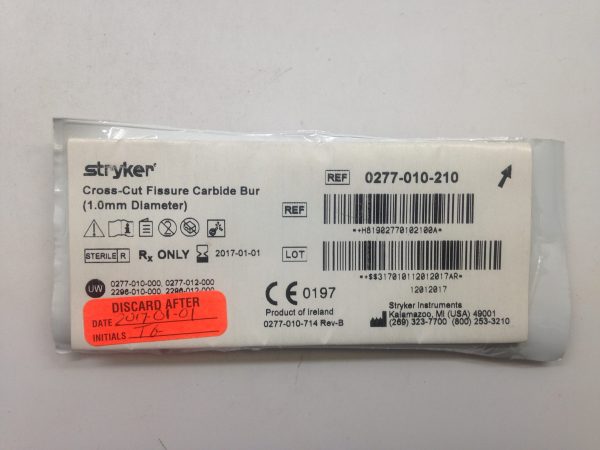 stryker
Cross-Cut Fissure Carbide Bur
(1.0mm Diameter)
REF 0277-010-210
REF
*+H81902770102100A*
STERILE R Rx ONLY 2017-01-01
LOT
*+$$317010112012017AR*
12012017
UW 0277-010-000, 0277-012-000
2296-010-000, 2296-012-000
DISCARD AFTER
DATE 2017-01-01
INITIALS
CE 0197
Product of Ireland
0277-010-714 Rev-B
Stryker Instruments
Kalamazoo, MI (USA) 49001
(269) 323-7700 (800) 253-3210